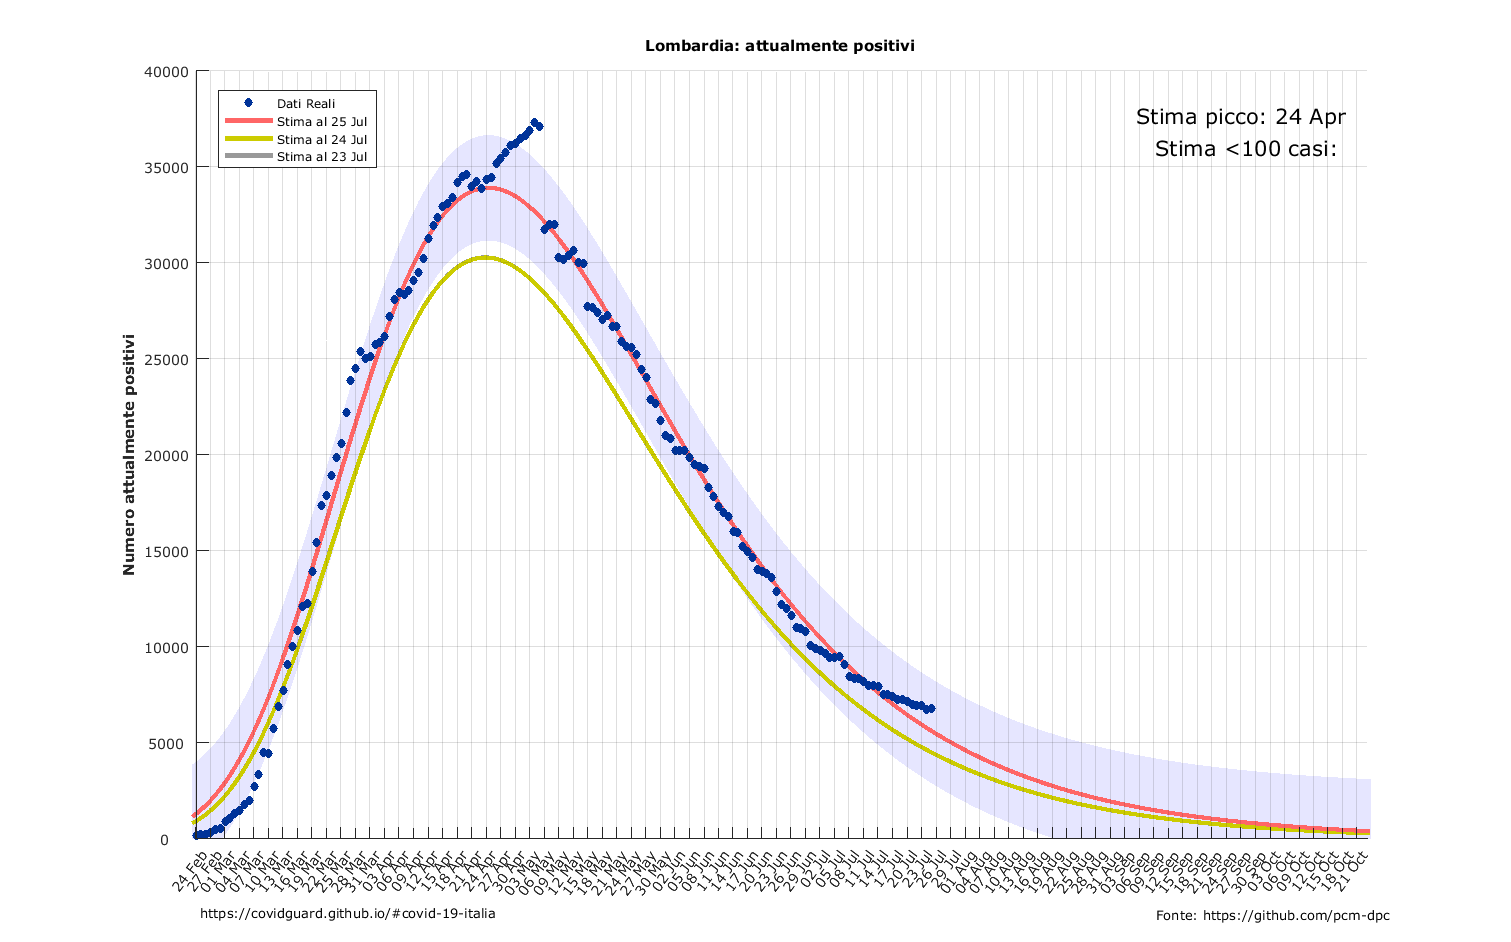 Lombardia: attualmente positivi
Dati Reali
Stima al 25 Jul
Stima al 24 Jul
Stima al 23 Jul
Stima picco: 24 Apr
Stima <100 casi:
Numero attualmente positivi
40000
35000
30000
25000
20000
15000
10000
5000
0
24 Feb
27 Feb
01 Mar
04 Mar
07 Mar
10 Mar
13 Mar
16 Mar
19 Mar
22 Mar
25 Mar
28 Mar
31 Mar
03 Apr
06 Apr
09 Apr
12 Apr
15 Apr
18 Apr
21 Apr
24 Apr
27 Apr
30 Apr
03 May
06 May
09 May
12 May
15 May
18 May
21 May
24 May
27 May
30 May
02 Jun
05 Jun
08 Jun
11 Jun
14 Jun
17 Jun
20 Jun
23 Jun
26 Jun
29 Jun
02 Jul
05 Jul
08 Jul
11 Jul
14 Jul
17 Jul
20 Jul
23 Jul
26 Jul
29 Jul
01 Aug
04 Aug
07 Aug
10 Aug
13 Aug
16 Aug
19 Aug
22 Aug
25 Aug
28 Aug
31 Aug
03 Sep
06 Sep
09 Sep
12 Sep
15 Sep
18 Sep
21 Sep
24 Sep
27 Sep
30 Sep
03 Oct
06 Oct
09 Oct
12 Oct
15 Oct
18 Oct
21 Oct
https://covidguard.github.io/#covid-19-italia
Fonte: https://github.com/pcm-dpc